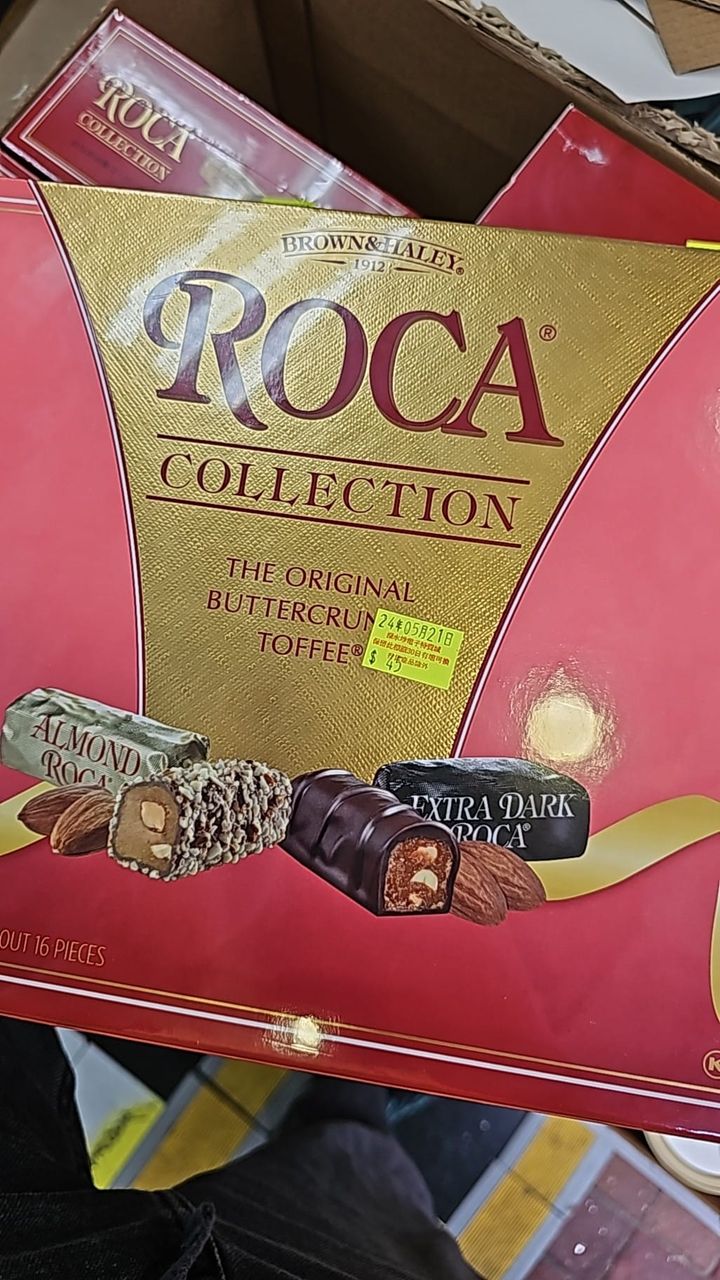 ROCA
COLLECTION
BROWN&HALEY®
1912
ROCA®
COLLECTION
THE ORIGINAL
BUTTERCRUN
TOFFEE®
24年05月21日
$ 45
ALMOND
ROCA
EXTRA DARK
ROCA®
OUT 16 PIECES
K